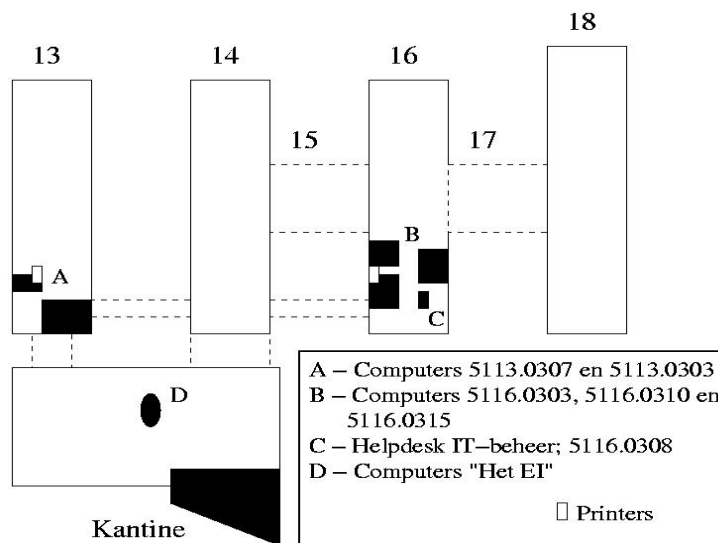 18
13
14
16
15
17
B
A
C
D
Kantine
A – Computers 5113.0307 en 5113.0303
B – Computers 5116.0303, 5116.0310 en
5116.0315
C – Helpdesk IT–beheer; 5116.0308
D – Computers "Het EI"
Printers